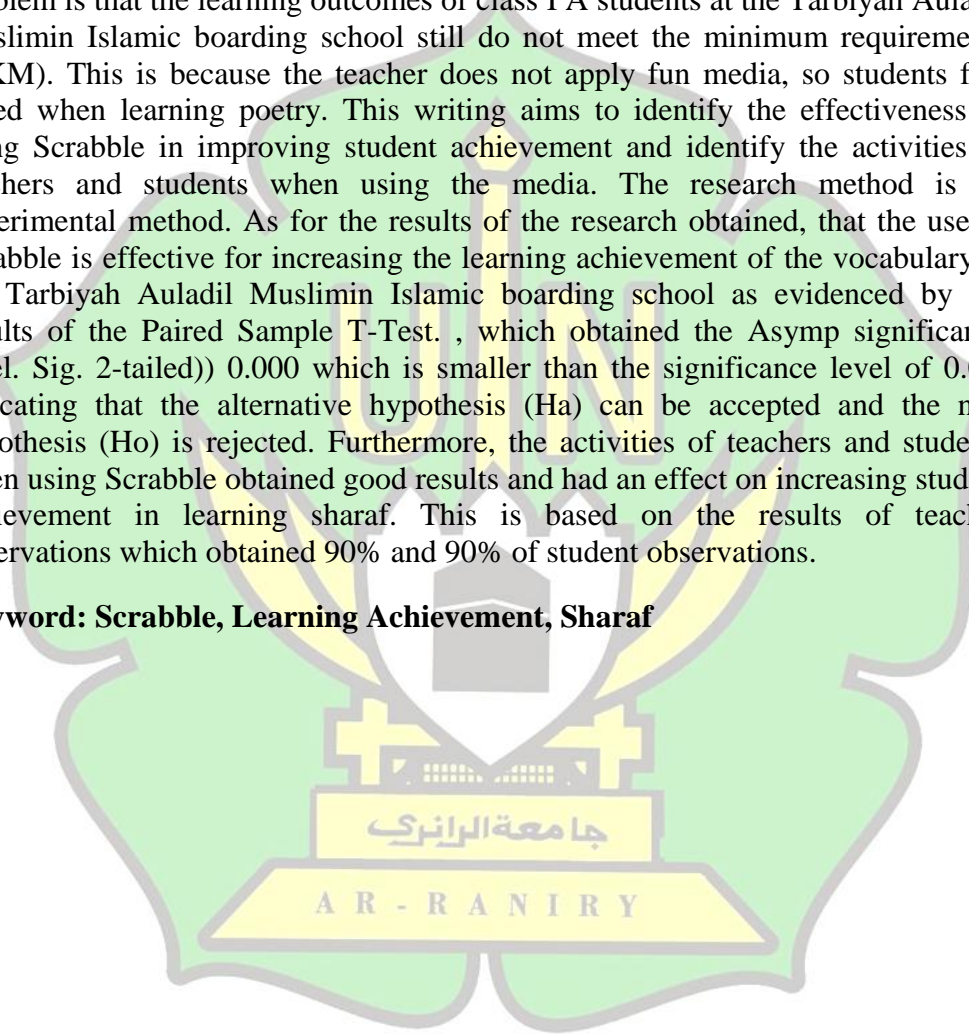 oblem is that the learning outcomes of class I A students at the Tarbiyah Aulad
slimin Islamic boarding school still do not meet the minimum requireme
KM). This is because the teacher does not apply fun media, so students f
ed when learning poetry. This writing aims to identify the effectiveness
ng Scrabble in improving student achievement and identify the activities
chers and students when using the media. The research method is
erimental method. As for the results of the research obtained, that the use
abble is effective for increasing the learning achievement of the vocabulary
Tarbiyah Auladil Muslimin Islamic boarding school as evidenced by
ults of the Paired Sample T-Test. , which obtained the Asymp significan
el. Sig. 2-tailed)) 0.000 which is smaller than the significance level of 0.0
cating that the alternative hypothesis (Ha) can be accepted and the n
othesis (Ho) is rejected. Furthermore, the activities of teachers and stude
en using Scrabble obtained good results and had an effect on increasing stud
ievement in learning sharaf. This is based on the results of teach
ervations which obtained 90% and 90% of student observations.
yword: Scrabble, Learning Achievement, Sharaf
UIN
جامعةالرانري
AR-RANIRY